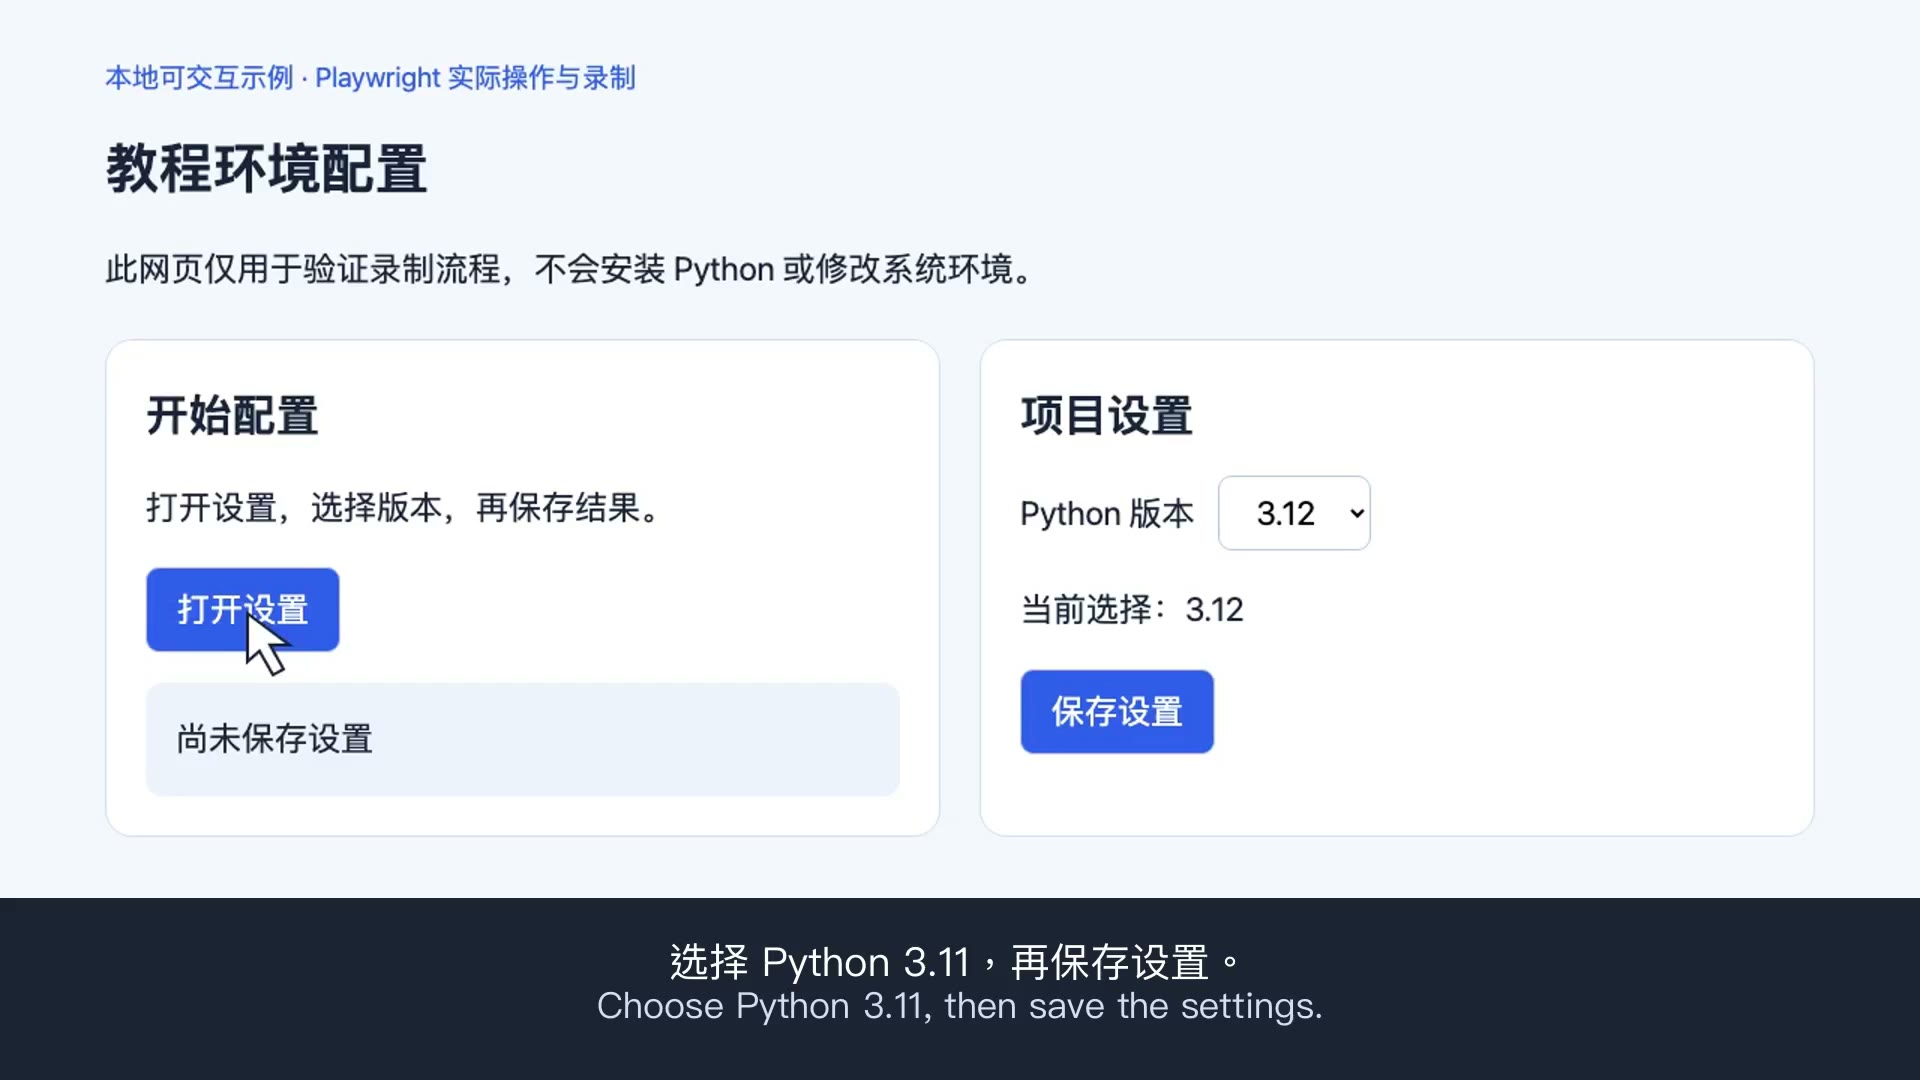 本地可交互示例 · Playwright 实际操作与录制
教程环境配置
此网页仅用于验证录制流程，不会安装 Python 或修改系统环境。
开始配置
打开设置，选择版本，再保存结果。
打开设置
尚未保存设置
项目设置
Python 版本 3.12
当前选择：3.12
保存设置
选择 Python 3.11，再保存设置。
Choose Python 3.11, then save the settings.